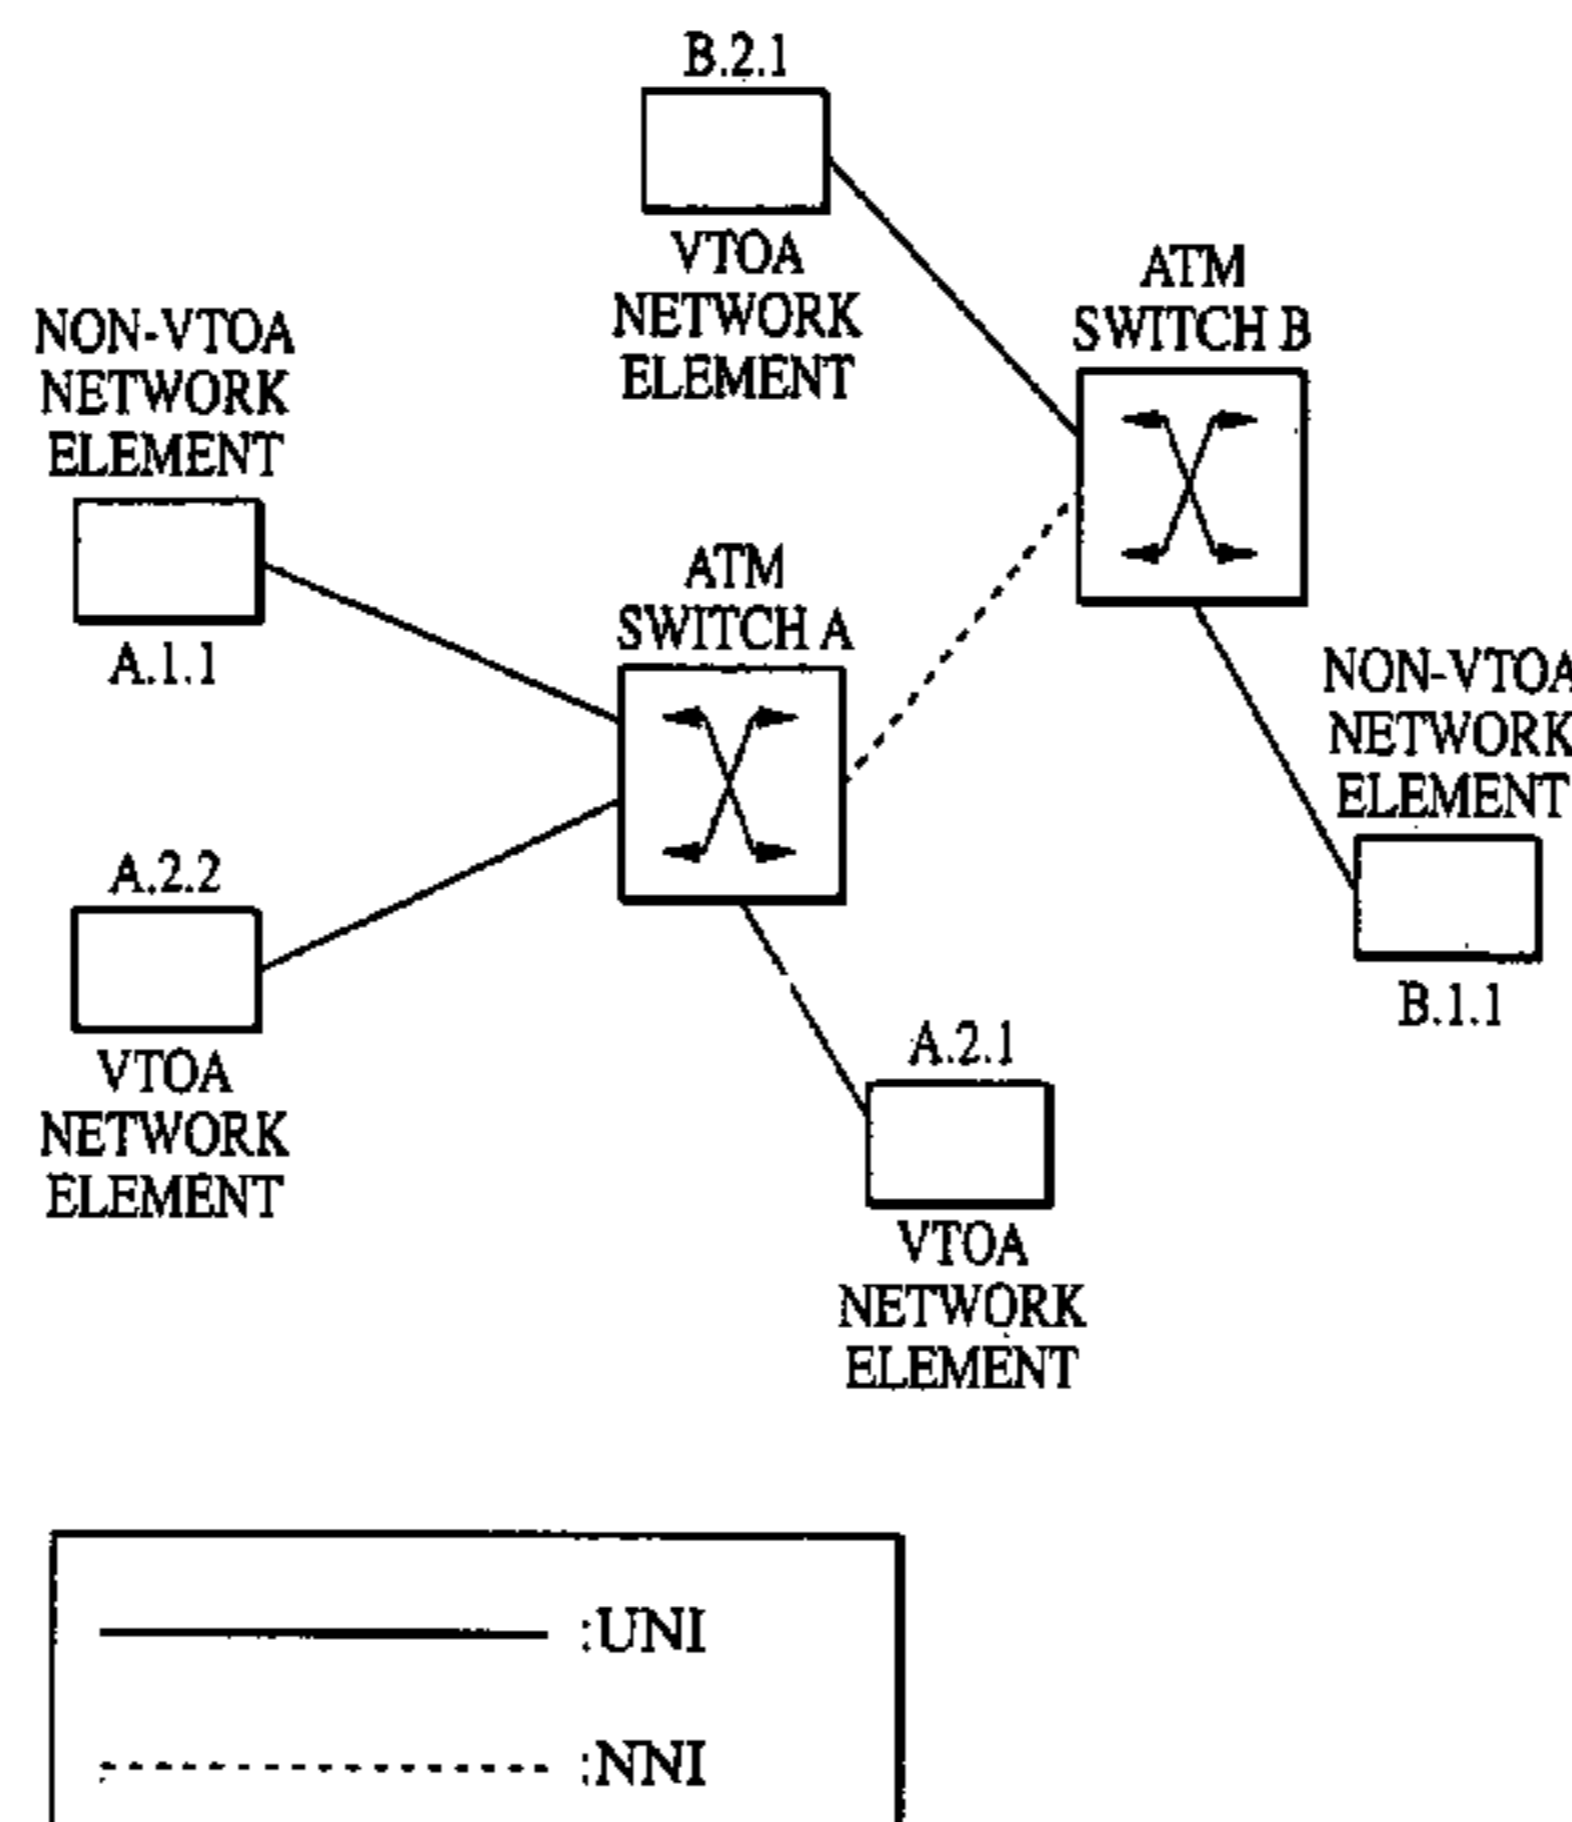 B.2.1
VTOA
NETWORK
ELEMENT
ATM
SWITCH B
NON-VTOA
NETWORK
ELEMENT
A.1.1
ATM
SWITCH A
NON-VTOA
NETWORK
ELEMENT
B.1.1
A.2.2
VTOA
NETWORK
ELEMENT
A.2.1
VTOA
NETWORK
ELEMENT
:UNI
:NNI